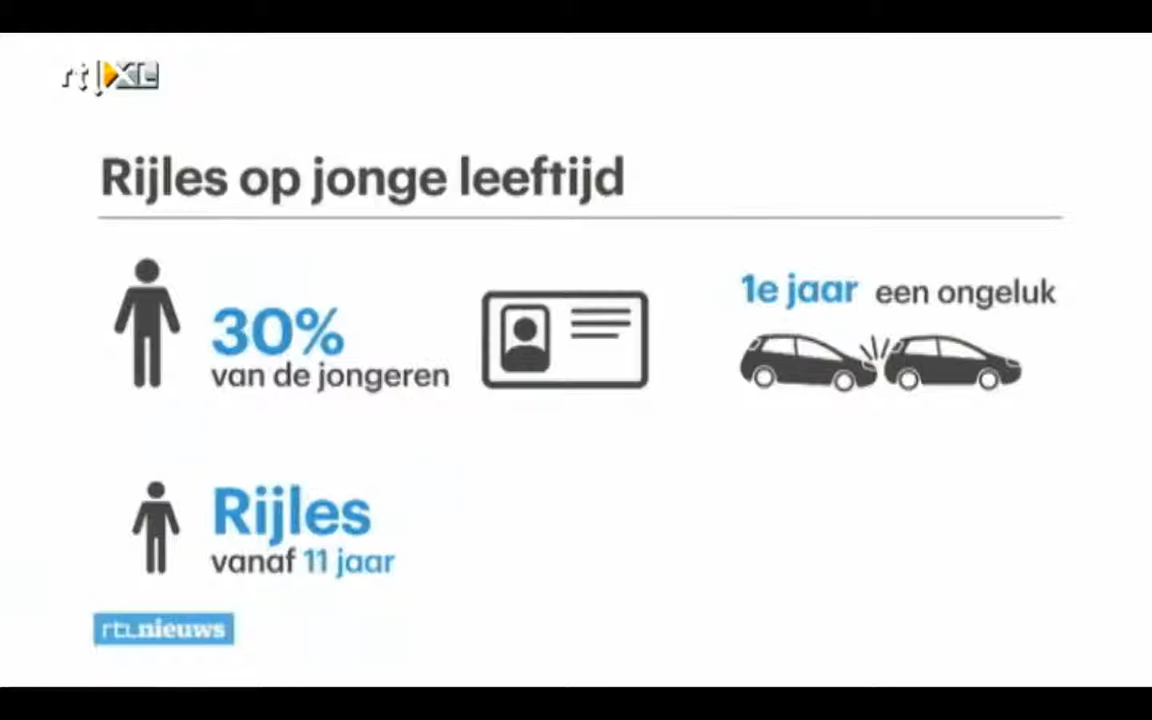 rtl XL
Rijles op jonge leeftijd
30%
van de jongeren
1e jaar een ongeluk
Rijles
vanaf 11 jaar
rtl nieuws